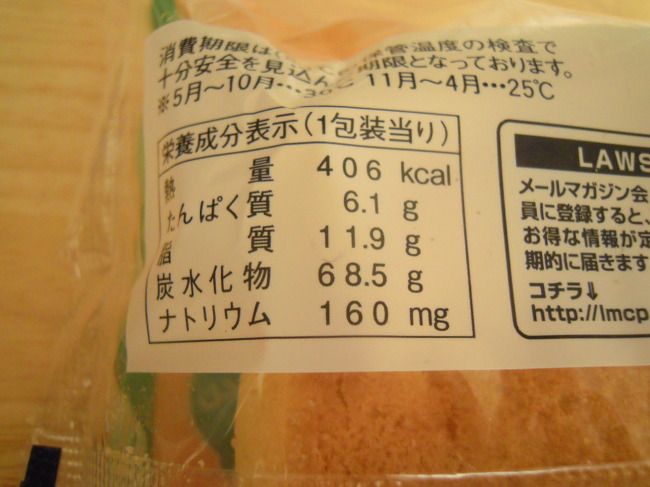 消費期限は 保管温度の検査で
十分安全を見込ん 期限となっております。
※5月～10月…30℃ 11月～4月…25℃
栄養成分表示(1包装当り)
熱量 406 kcal
たんぱく質 6.1 g
脂質 11.9 g
炭水化物 68.5 g
ナトリウム 160 mg
LAWS
メールマガジン会
員に登録すると、
お得な情報が定
期的に届きます
コチラ↓
http://lmcp